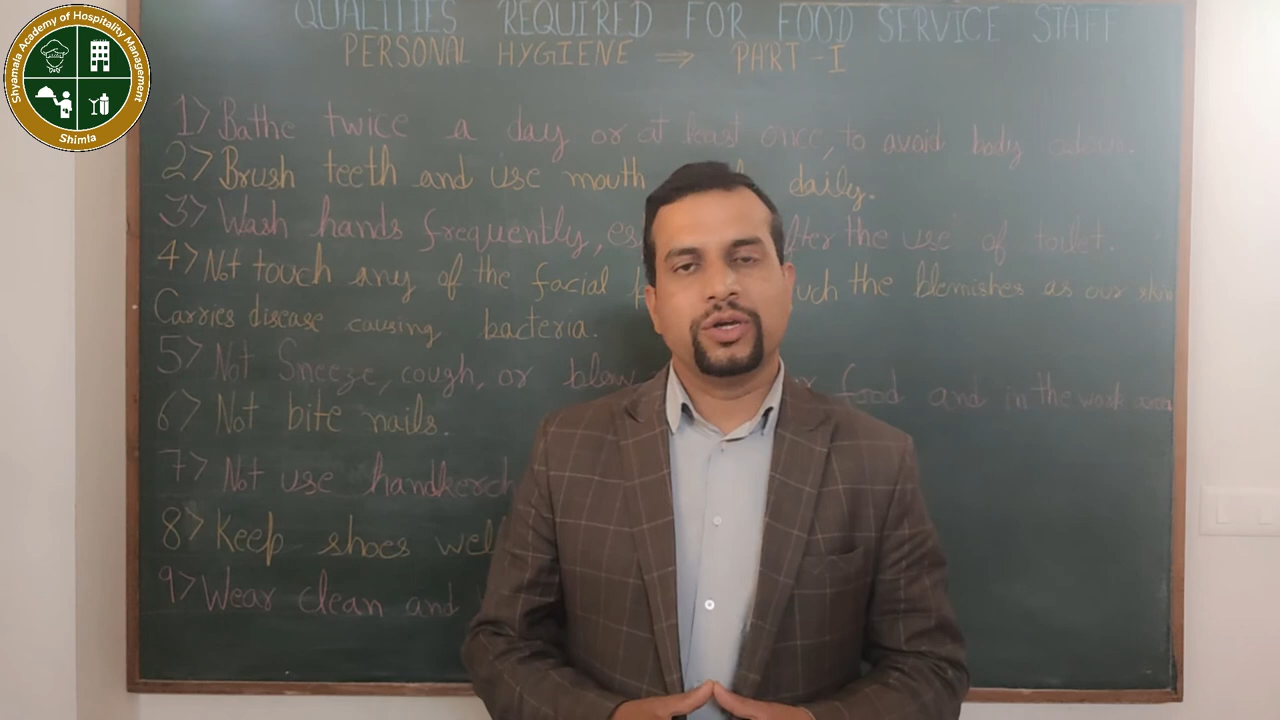 Shyamala Academy of Hospitality Management
Shimla
QUALITIES REQUIRED FOR FOOD SERVICE STAFF
PERSONAL HYGIENE ⇒ PART-I
1> Bathe twice a day or at least once, to avoid body odours.
2> Brush teeth and use mouth daily.
3> Wash hands frequently, the use of toilet.
4> Not touch any of the facial the blemishes as our skin
Carries disease causing bacteria.
5> Not Sneeze, cough, or blow food and in the work area
6> Not bite nails.
7> Not use
8> Keep shoes
9> Wear clean and